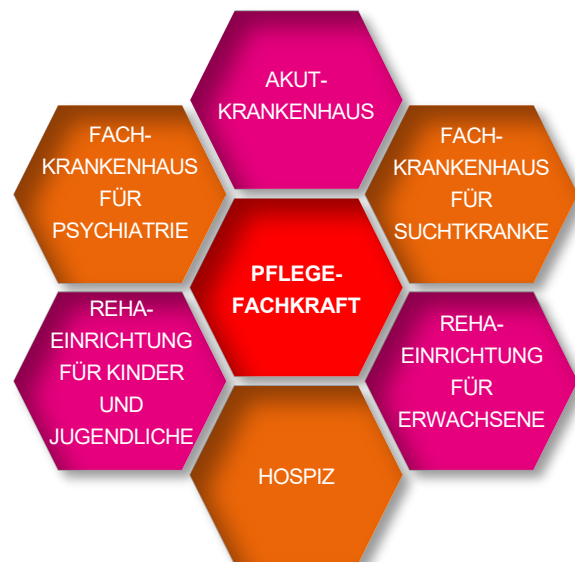 AKUT-
KRANKENHAUS
FACH-
KRANKENHAUS
FÜR
PSYCHIATRIE
FACH-
KRANKENHAUS
FÜR
SUCHTKRANKE
PFLEGE-
FACHKRAFT
REHA-
EINRICHTUNG
FÜR KINDER
UND
JUGENDLICHE
REHA-
EINRICHTUNG
FÜR
ERWACHSENE
HOSPIZ